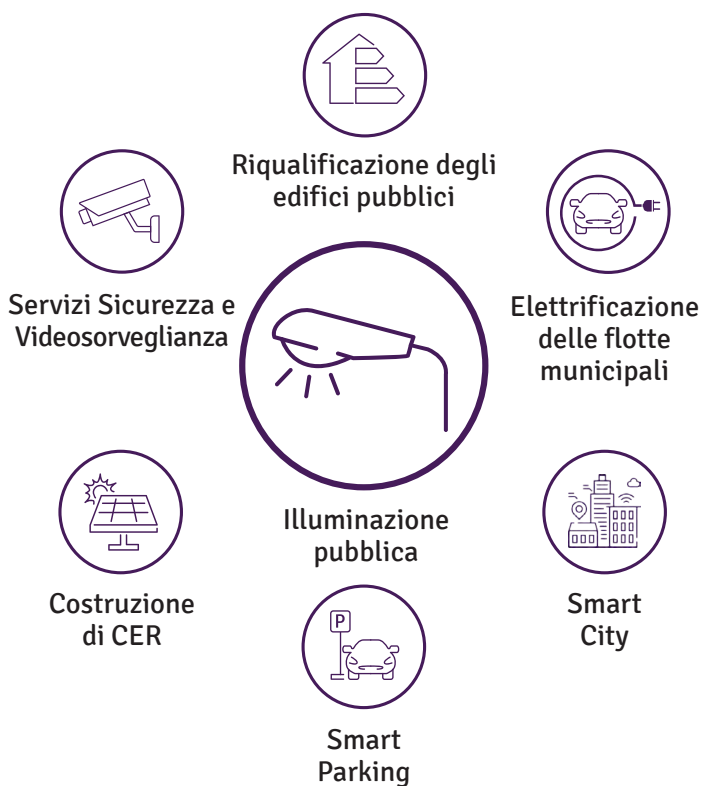 Riqualificazione degli
edifici pubblici
Servizi Sicurezza e
Videosorveglianza
Elettrificazione
delle flotte
municipali
Illuminazione
pubblica
Costruzione
di CER
Smart
City
P
Smart
Parking